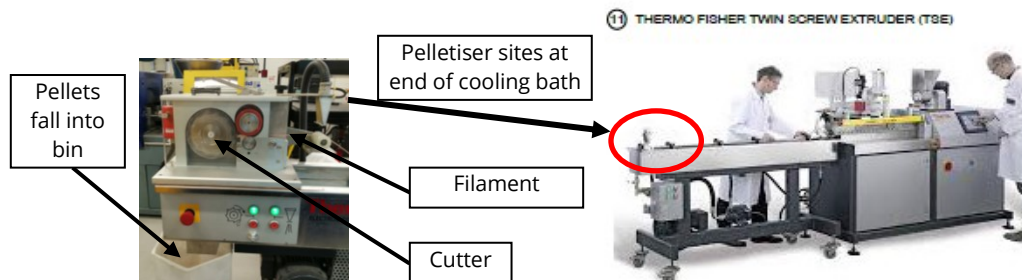 11 THERMO FISHER TWIN SCREW EXTRUDER (TSE)
Pelletiser sites at
end of cooling bath
Pellets
fall into
bin
Filament
Cutter